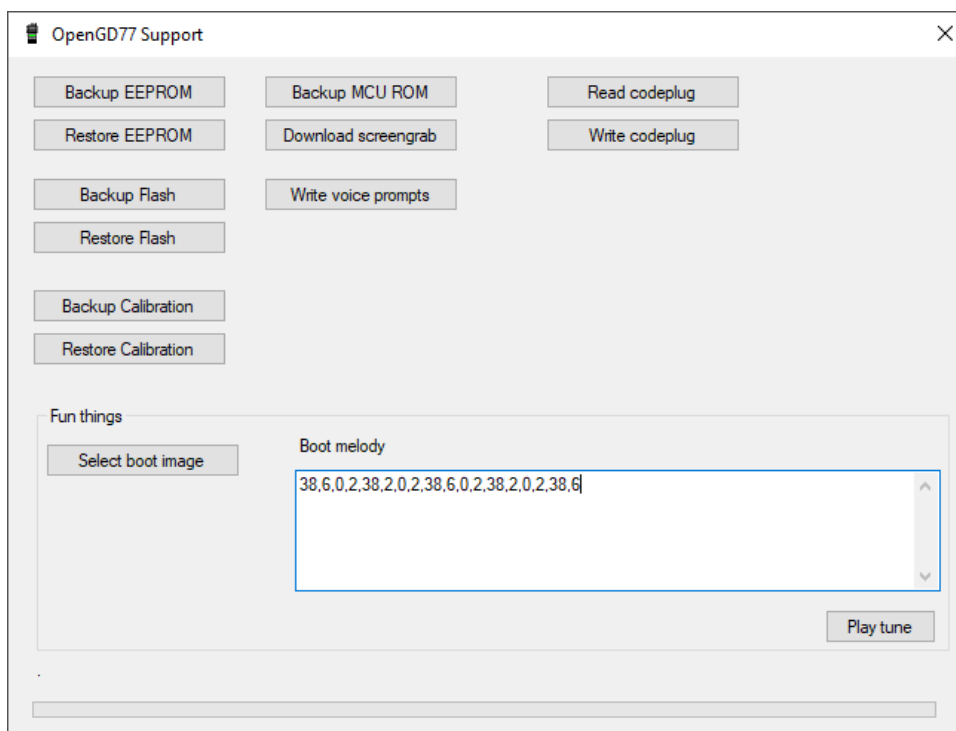 OpenGD77 Support
Backup EEPROM
Backup MCU ROM
Read codeplug
Restore EEPROM
Download screengrab
Write codeplug
Backup Flash
Write voice prompts
Restore Flash
Backup Calibration
Restore Calibration
Fun things
Select boot image
Boot melody
38,6,0,2,38,2,0,2,38,6,0,2,38,2,0,2,38,6
Play tune
.